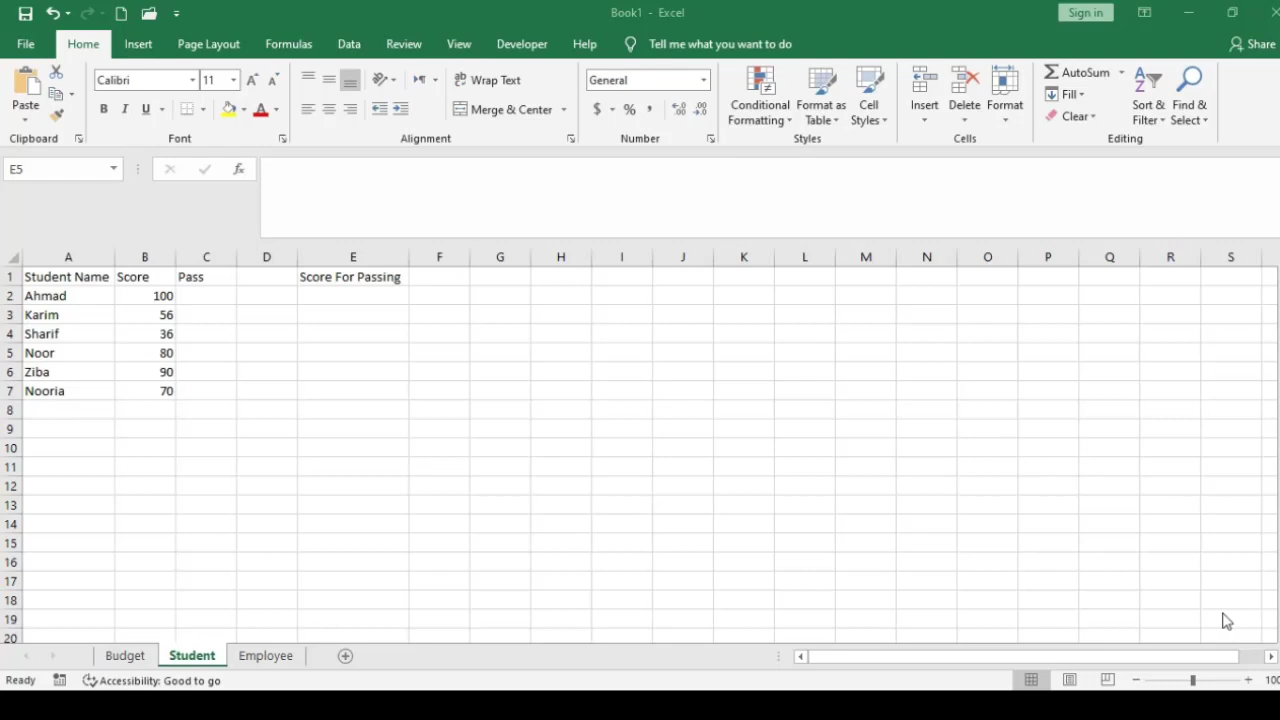 Book1 - Excel
Sign in
File Home Insert Page Layout Formulas Data Review View Developer Help Tell me what you want to do Share
Paste
Calibri 11
B I U
Wrap Text
Merge & Center
General
$ % ,
Conditional Formatting
Format as Table
Cell Styles
Insert
Delete
Format
AutoSum
Fill
Clear
Sort & Filter
Find & Select
Clipboard Font Alignment Number Styles Cells Editing
E5 fx
A B C D E F G H I J K L M N O P Q R S
1 Student Name Score Pass Score For Passing
2 Ahmad 100
3 Karim 56
4 Sharif 36
5 Noor 80
6 Ziba 90
7 Nooria 70
8
9
10
11
12
13
14
15
16
17
18
19
20
Budget Student Employee
Ready Accessibility: Good to go 100